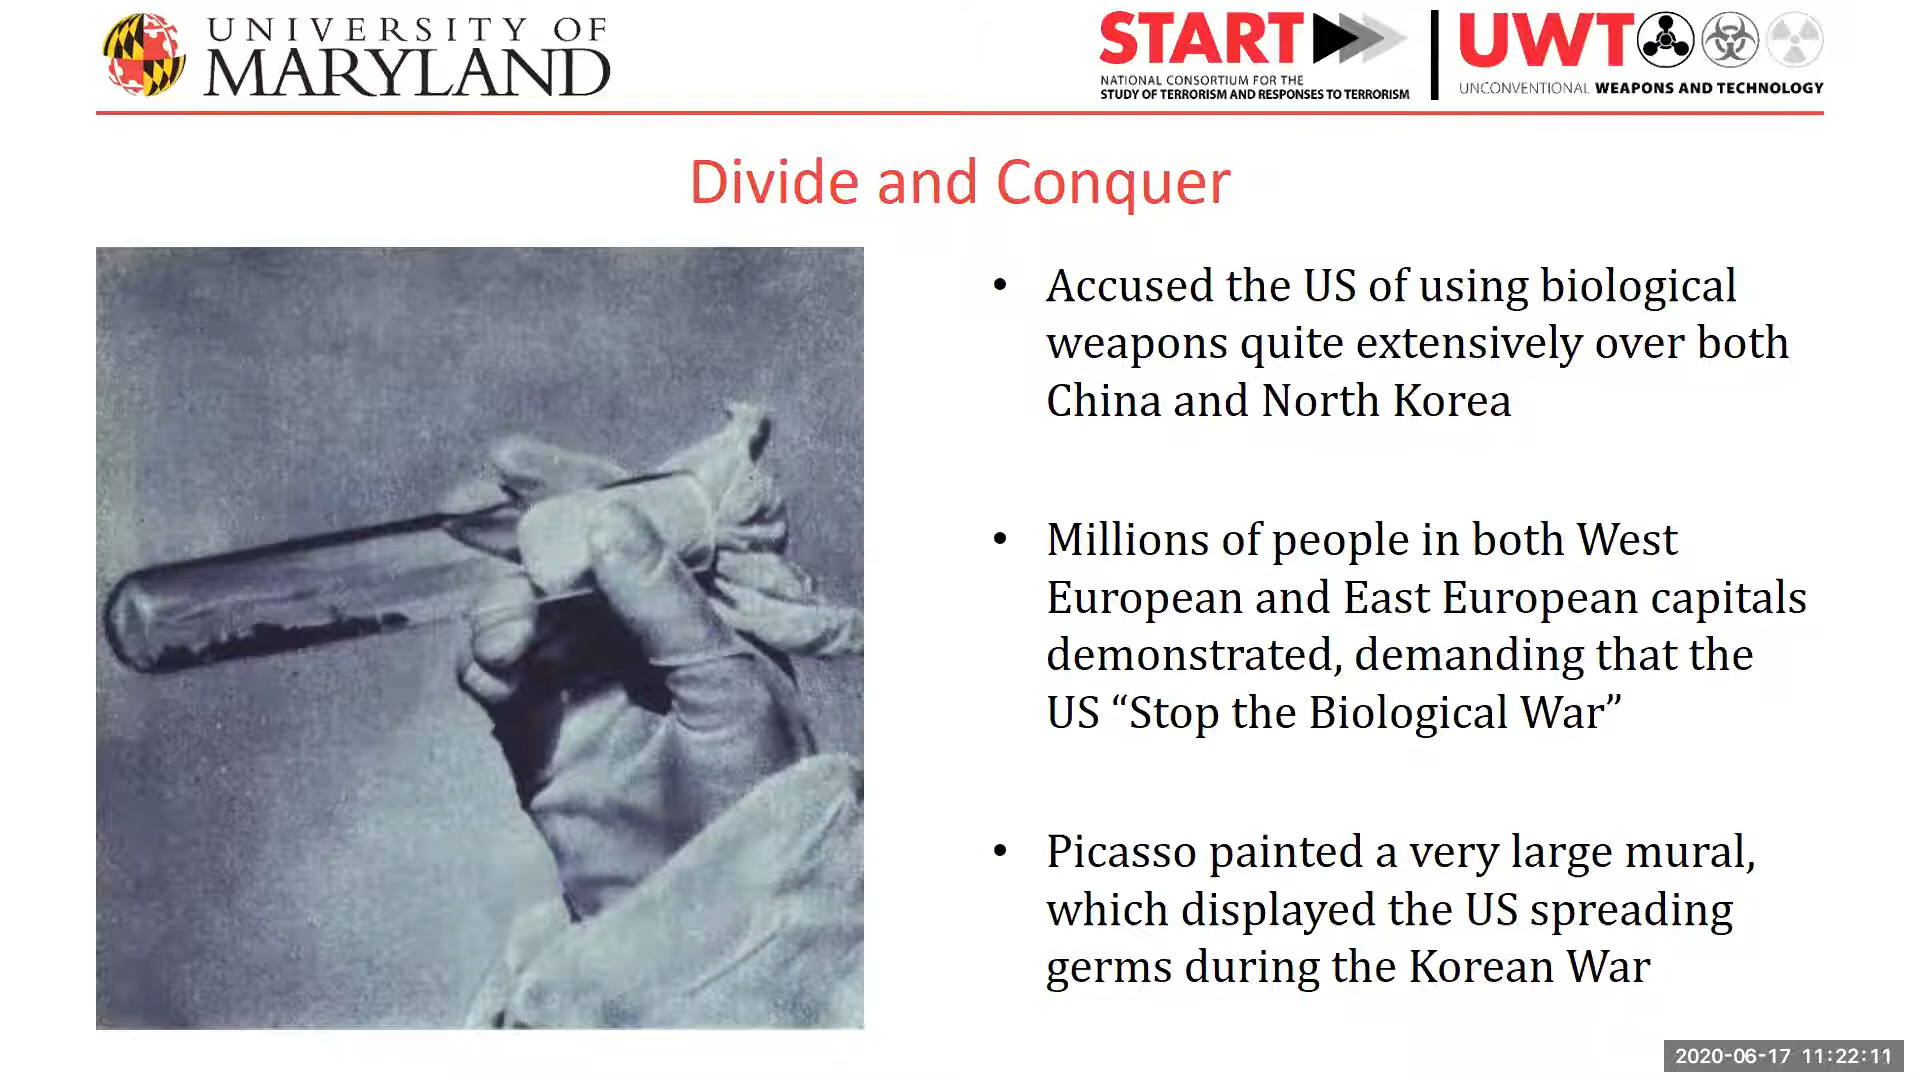 UNIVERSITY OF
MARYLAND
START
NATIONAL CONSORTIUM FOR THE
STUDY OF TERRORISM AND RESPONSES TO TERRORISM
UWT
UNCONVENTIONAL WEAPONS AND TECHNOLOGY
Divide and Conquer
• Accused the US of using biological
weapons quite extensively over both
China and North Korea
• Millions of people in both West
European and East European capitals
demonstrated, demanding that the
US “Stop the Biological War”
• Picasso painted a very large mural,
which displayed the US spreading
germs during the Korean War
2020-06-17 11:22:11